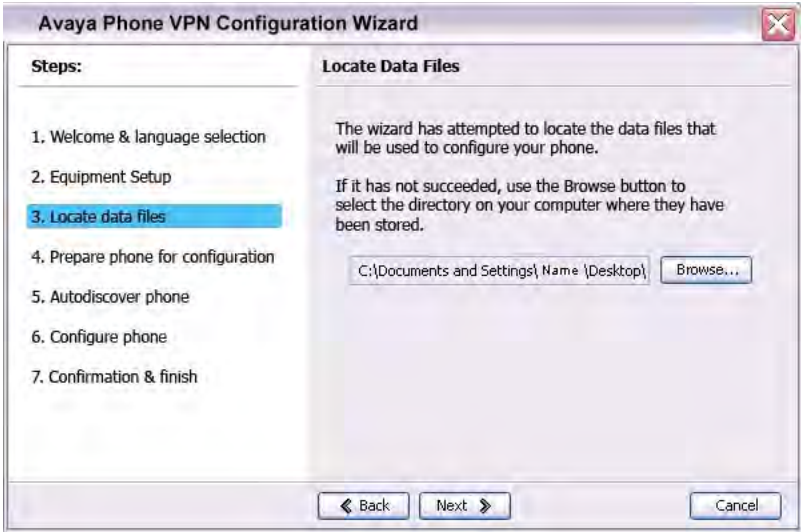 Avaya Phone VPN Configuration Wizard
Steps:
1. Welcome & language selection
2. Equipment Setup
3. Locate data files
4. Prepare phone for configuration
5. Autodiscover phone
6. Configure phone
7. Confirmation & finish
Locate Data Files
The wizard has attempted to locate the data files that
will be used to configure your phone.
If it has not succeeded, use the Browse button to
select the directory on your computer where they have
been stored.
C:\Documents and Settings\ Name \Desktop\
Browse...
Back
Next
Cancel